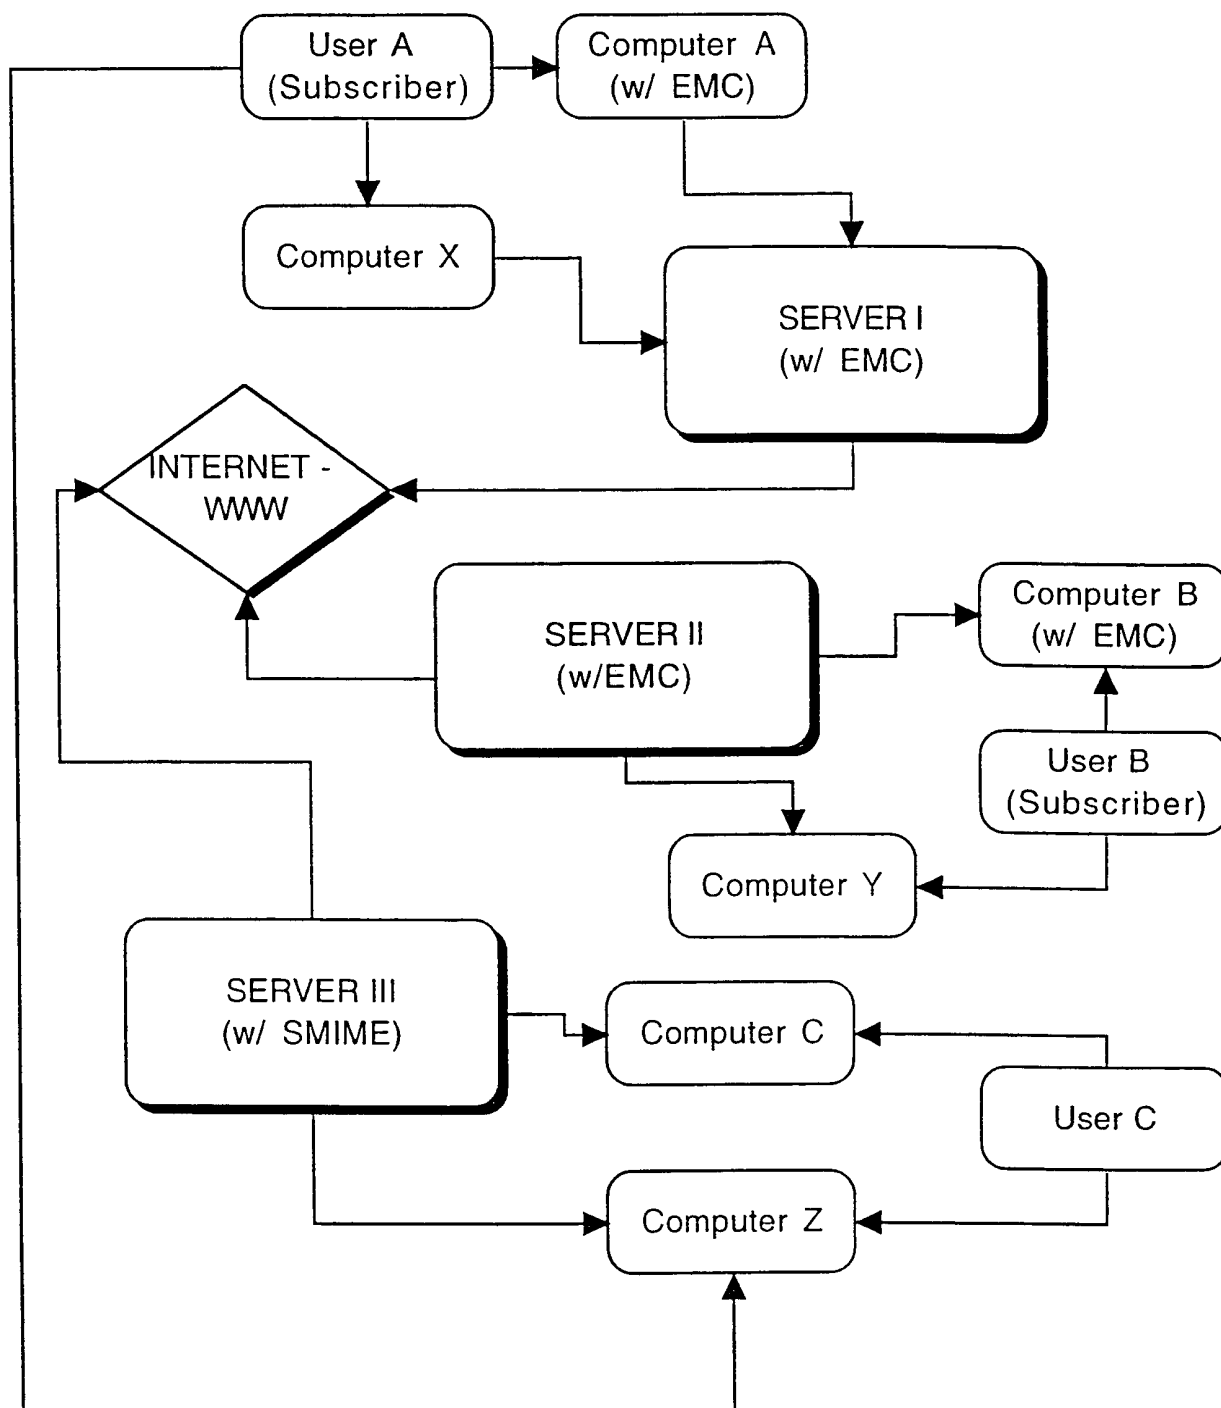 User A
(Subscriber)
Computer A
(w/ EMC)
Computer X
SERVER I
(w/ EMC)
INTERNET -
WWW
SERVER II
(w/EMC)
Computer B
(w/ EMC)
User B
(Subscriber)
Computer Y
SERVER III
(w/ SMIME)
Computer C
User C
Computer Z